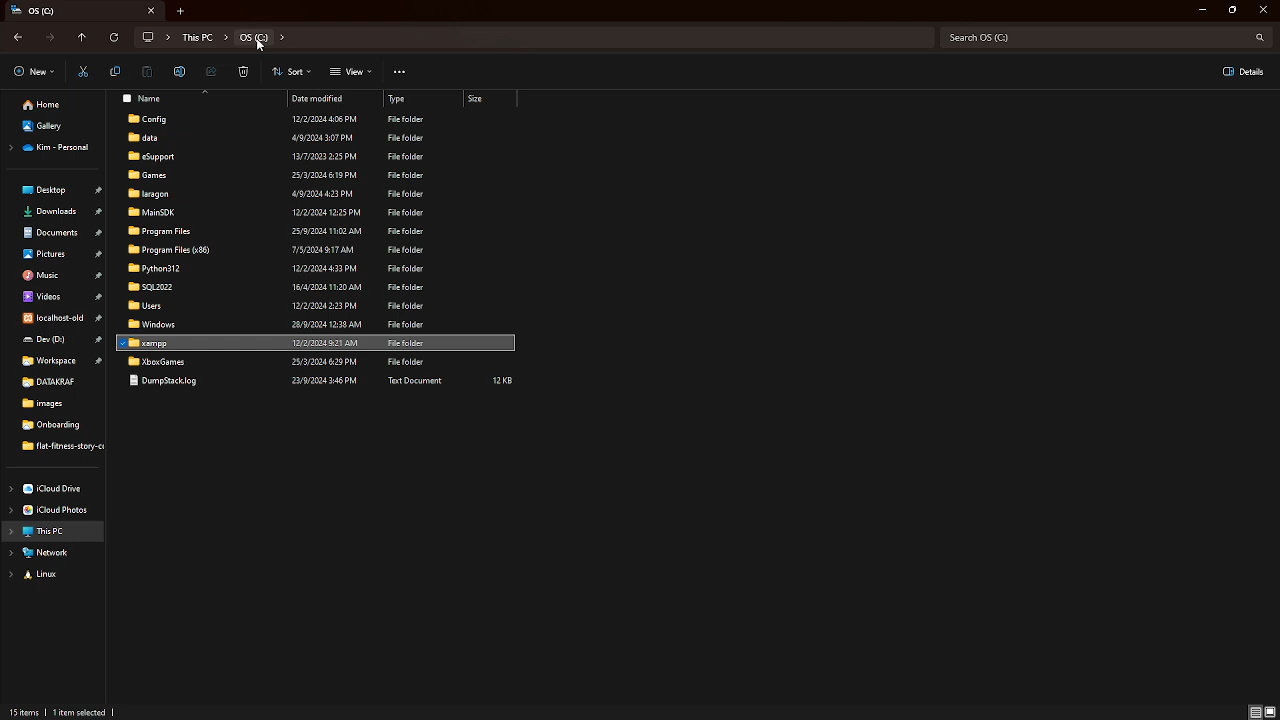 OS (C:)
This PC > OS (C:) >
Search OS (C:)
New
Sort
View
Details
Name Date modified Type Size
Config 12/2/2024 4:06 PM File folder
data 4/9/2024 3:07 PM File folder
eSupport 13/7/2023 2:25 PM File folder
Games 25/3/2024 6:19 PM File folder
laragon 4/9/2024 4:23 PM File folder
MainSDK 12/2/2024 12:25 PM File folder
Program Files 25/9/2024 11:02 AM File folder
Program Files (x86) 7/5/2024 9:17 AM File folder
Python312 12/2/2024 4:33 PM File folder
SQL2022 16/4/2024 11:20 AM File folder
Users 12/2/2024 2:23 PM File folder
Windows 28/9/2024 12:38 AM File folder
xampp 12/2/2024 9:21 AM File folder
XboxGames 25/3/2024 6:29 PM File folder
DumpStack.log 23/9/2024 3:46 PM Text Document 12 KB
Home
Gallery
Kim - Personal
Desktop
Downloads
Documents
Pictures
Music
Videos
localhost-old
Dev (D:)
Workspace
DATAKRAF
images
Onboarding
flat-fitness-story-co
iCloud Drive
iCloud Photos
This PC
Network
Linux
15 items | 1 item selected |